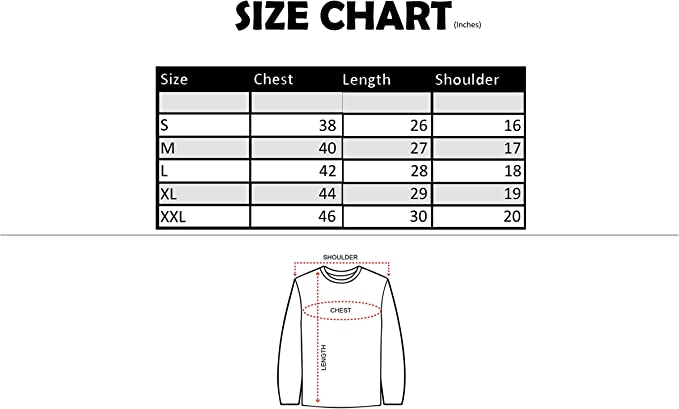 SIZE CHART (Inches)
Size Chest Length Shoulder
S 38 26 16
M 40 27 17
L 42 28 18
XL 44 29 19
XXL 46 30 20
SHOULDER
CHEST
LENGTH